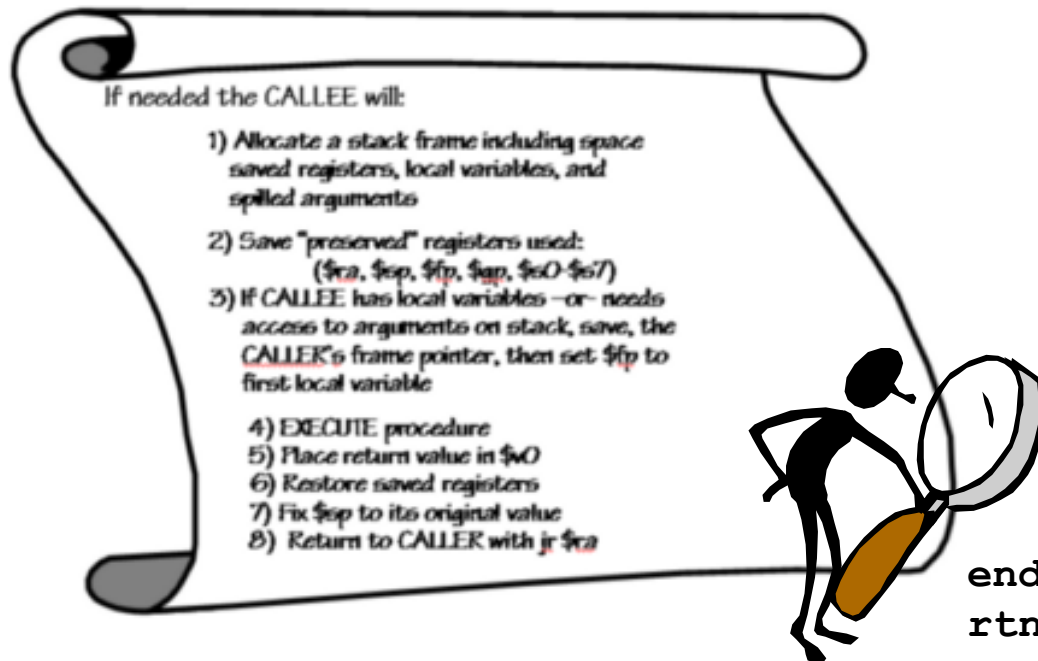 If needed the CALLEE will:
1) Allocate a stack frame including space
saved registers, local variables, and
spilled arguments
2) Save "preserved" registers used:
($ra, $sp, $fp, $gp, $s0-$s7)
3) If CALLEE has local variables -or- needs
access to arguments on stack, save, the
CALLER's frame pointer, then set $fp to
first local variable
4) EXECUTE procedure
5) Place return value in $v0
6) Restore saved registers
7) Fix $sp to its original value
8) Return to CALLER with jr $ra
end
rtn